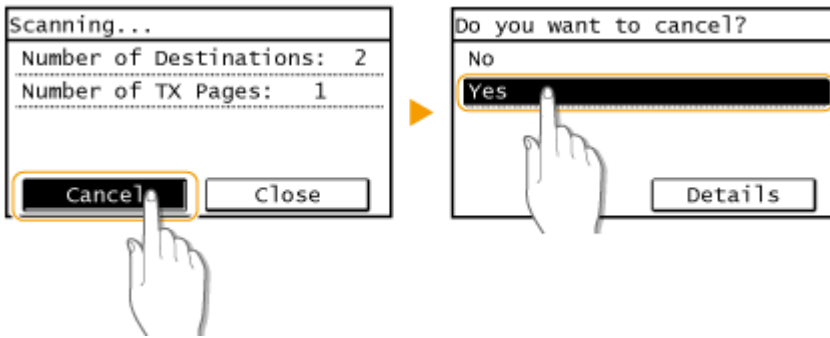 Scanning...
Number of Destinations: 2
Number of TX Pages: 1
Cancel
Close
Do you want to cancel?
No
Yes
Details